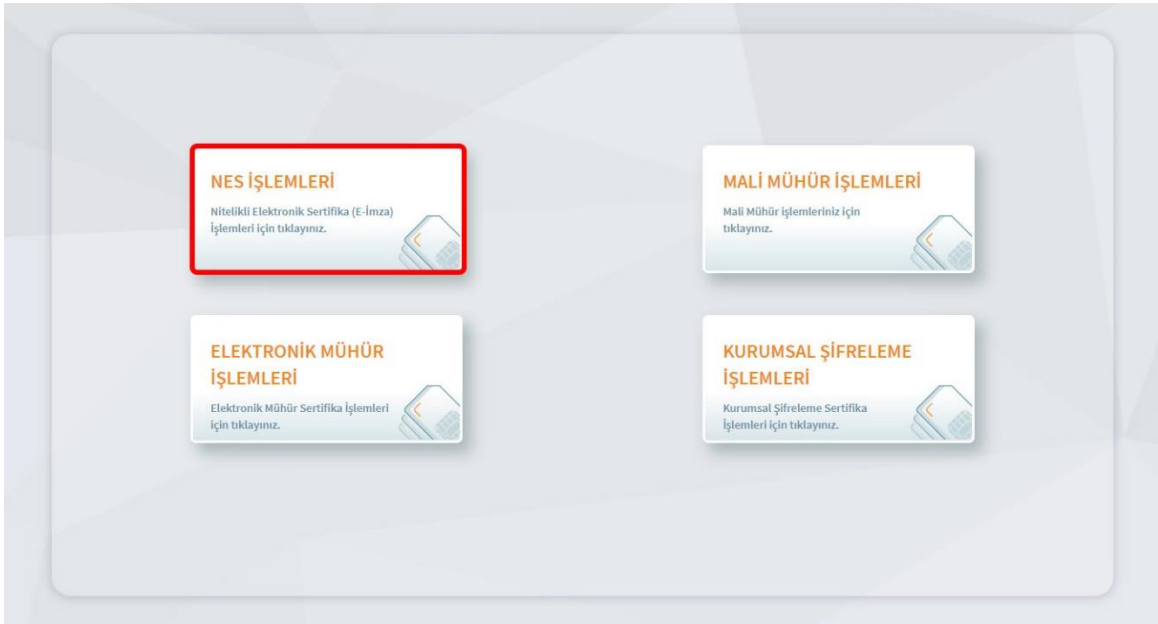 NES İŞLEMLERİ
Nitelikli Elektronik Sertifika (E-İmza)
İşlemleri için tıklayınız.
MALİ MÜHÜR İŞLEMLERİ
Mali Mühür işlemleriniz için
tıklayınız.
ELEKTRONİK MÜHÜR
İŞLEMLERİ
Elektronik Mühür Sertifika İşlemleri
için tıklayınız.
KURUMSAL ŞİFRELEME
İŞLEMLERİ
Kurumsal Şifreleme Sertifika
İşlemleri için tıklayınız.